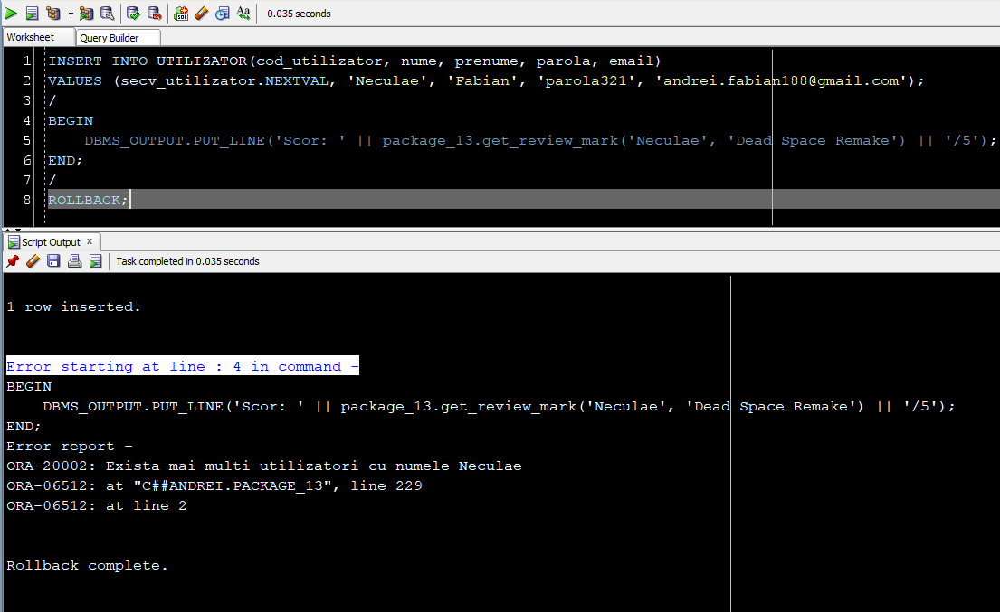 0.035 seconds
Worksheet Query Builder
1 INSERT INTO UTILIZATOR(cod_utilizator, nume, prenume, parola, email)
2 VALUES (secv_utilizator.NEXTVAL, 'Neculae', 'Fabian', 'parola321', 'andrei.fabian188@gmail.com');
3 /
4 BEGIN
5 DBMS_OUTPUT.PUT_LINE('Scor: ' || package_13.get_review_mark('Neculae', 'Dead Space Remake') || '/5');
6 END;
7 /
8 ROLLBACK;
Script Output x
Task completed in 0.035 seconds
1 row inserted.
Error starting at line : 4 in command -
BEGIN
DBMS_OUTPUT.PUT_LINE('Scor: ' || package_13.get_review_mark('Neculae', 'Dead Space Remake') || '/5');
END;
Error report -
ORA-20002: Exista mai multi utilizatori cu numele Neculae
ORA-06512: at "C##ANDREI.PACKAGE_13", line 229
ORA-06512: at line 2
Rollback complete.